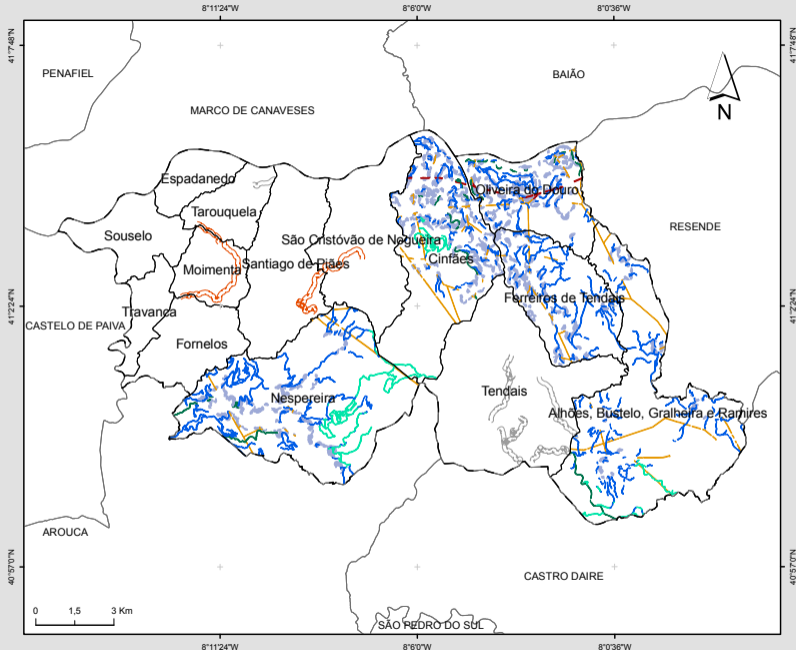 8°11'24"W
8°6'0"W
8°0'36"W
41°7'48"N
41°7'48"N
PENAFIEL
BAIÃO
MARCO DE CANAVESES
N
Espadanedo
Oliveira do Douro
Tarouquela
RESENDE
Souselo
São Cristóvão de Nogueira
Cinfães
Santiago de Piães
Moimenta
Ferreiros de Tendais
41°2'24"N
41°2'24"N
Travanca
CASTELO DE PAIVA
Fornelos
Tendais
Nespereira
Alhões, Bustelo, Gralheira e Ramires
AROUCA
40°57'0"N
40°57'0"N
CASTRO DAIRE
0 1,5 3 Km
SÃO PEDRO DO SUL
8°11'24"W
8°6'0"W
8°0'36"W